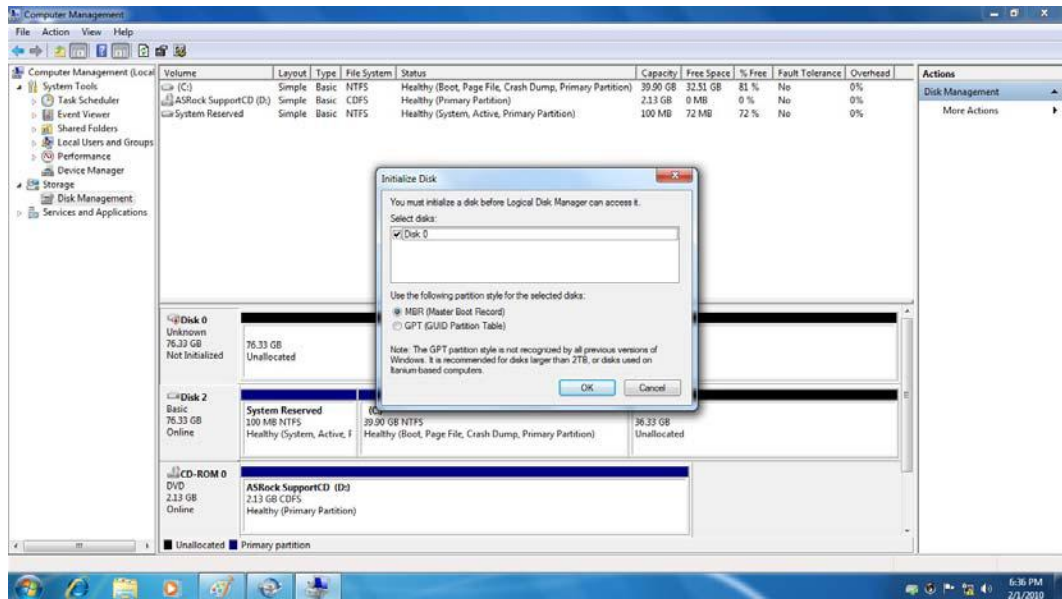 Computer Management
File Action View Help
Computer Management (Local
System Tools
Task Scheduler
Event Viewer
Shared Folders
Local Users and Groups
Performance
Device Manager
Storage
Disk Management
Services and Applications
Volume Layout Type File System Status Capacity Free Space % Free Fault Tolerance Overhead
(C:) Simple Basic NTFS Healthy (Boot, Page File, Crash Dump, Primary Partition) 39.90 GB 32.51 GB 81 % No 0%
ASRock SupportCD (D:) Simple Basic CDFS Healthy (Primary Partition) 2.13 GB 0 MB 0 % No 0%
System Reserved Simple Basic NTFS Healthy (System, Active, Primary Partition) 100 MB 72 MB 72 % No 0%
Actions
Disk Management
More Actions
Initialize Disk
You must initialize a disk before Logical Disk Manager can access it.
Select disks:
Disk 0
Use the following partition style for the selected disks:
MBR (Master Boot Record)
GPT (GUID Partition Table)
Note: The GPT partition style is not recognized by all previous versions of
Windows. It is recommended for disks larger than 2TB, or disks used on
Itanium-based computers.
OK Cancel
Disk 0
Unknown
76.33 GB
Not Initialized
76.33 GB
Unallocated
Disk 2
Basic
76.33 GB
Online
System Reserved
100 MB NTFS
Healthy (System, Active, P
(C:
39.90 GB NTFS
Healthy (Boot, Page File, Crash Dump, Primary Partition)
36.33 GB
Unallocated
CD-ROM 0
DVD
2.13 GB
Online
ASRock SupportCD (D:)
2.13 GB CDFS
Healthy (Primary Partition)
Unallocated Primary partition
6:36 PM
2/1/2010